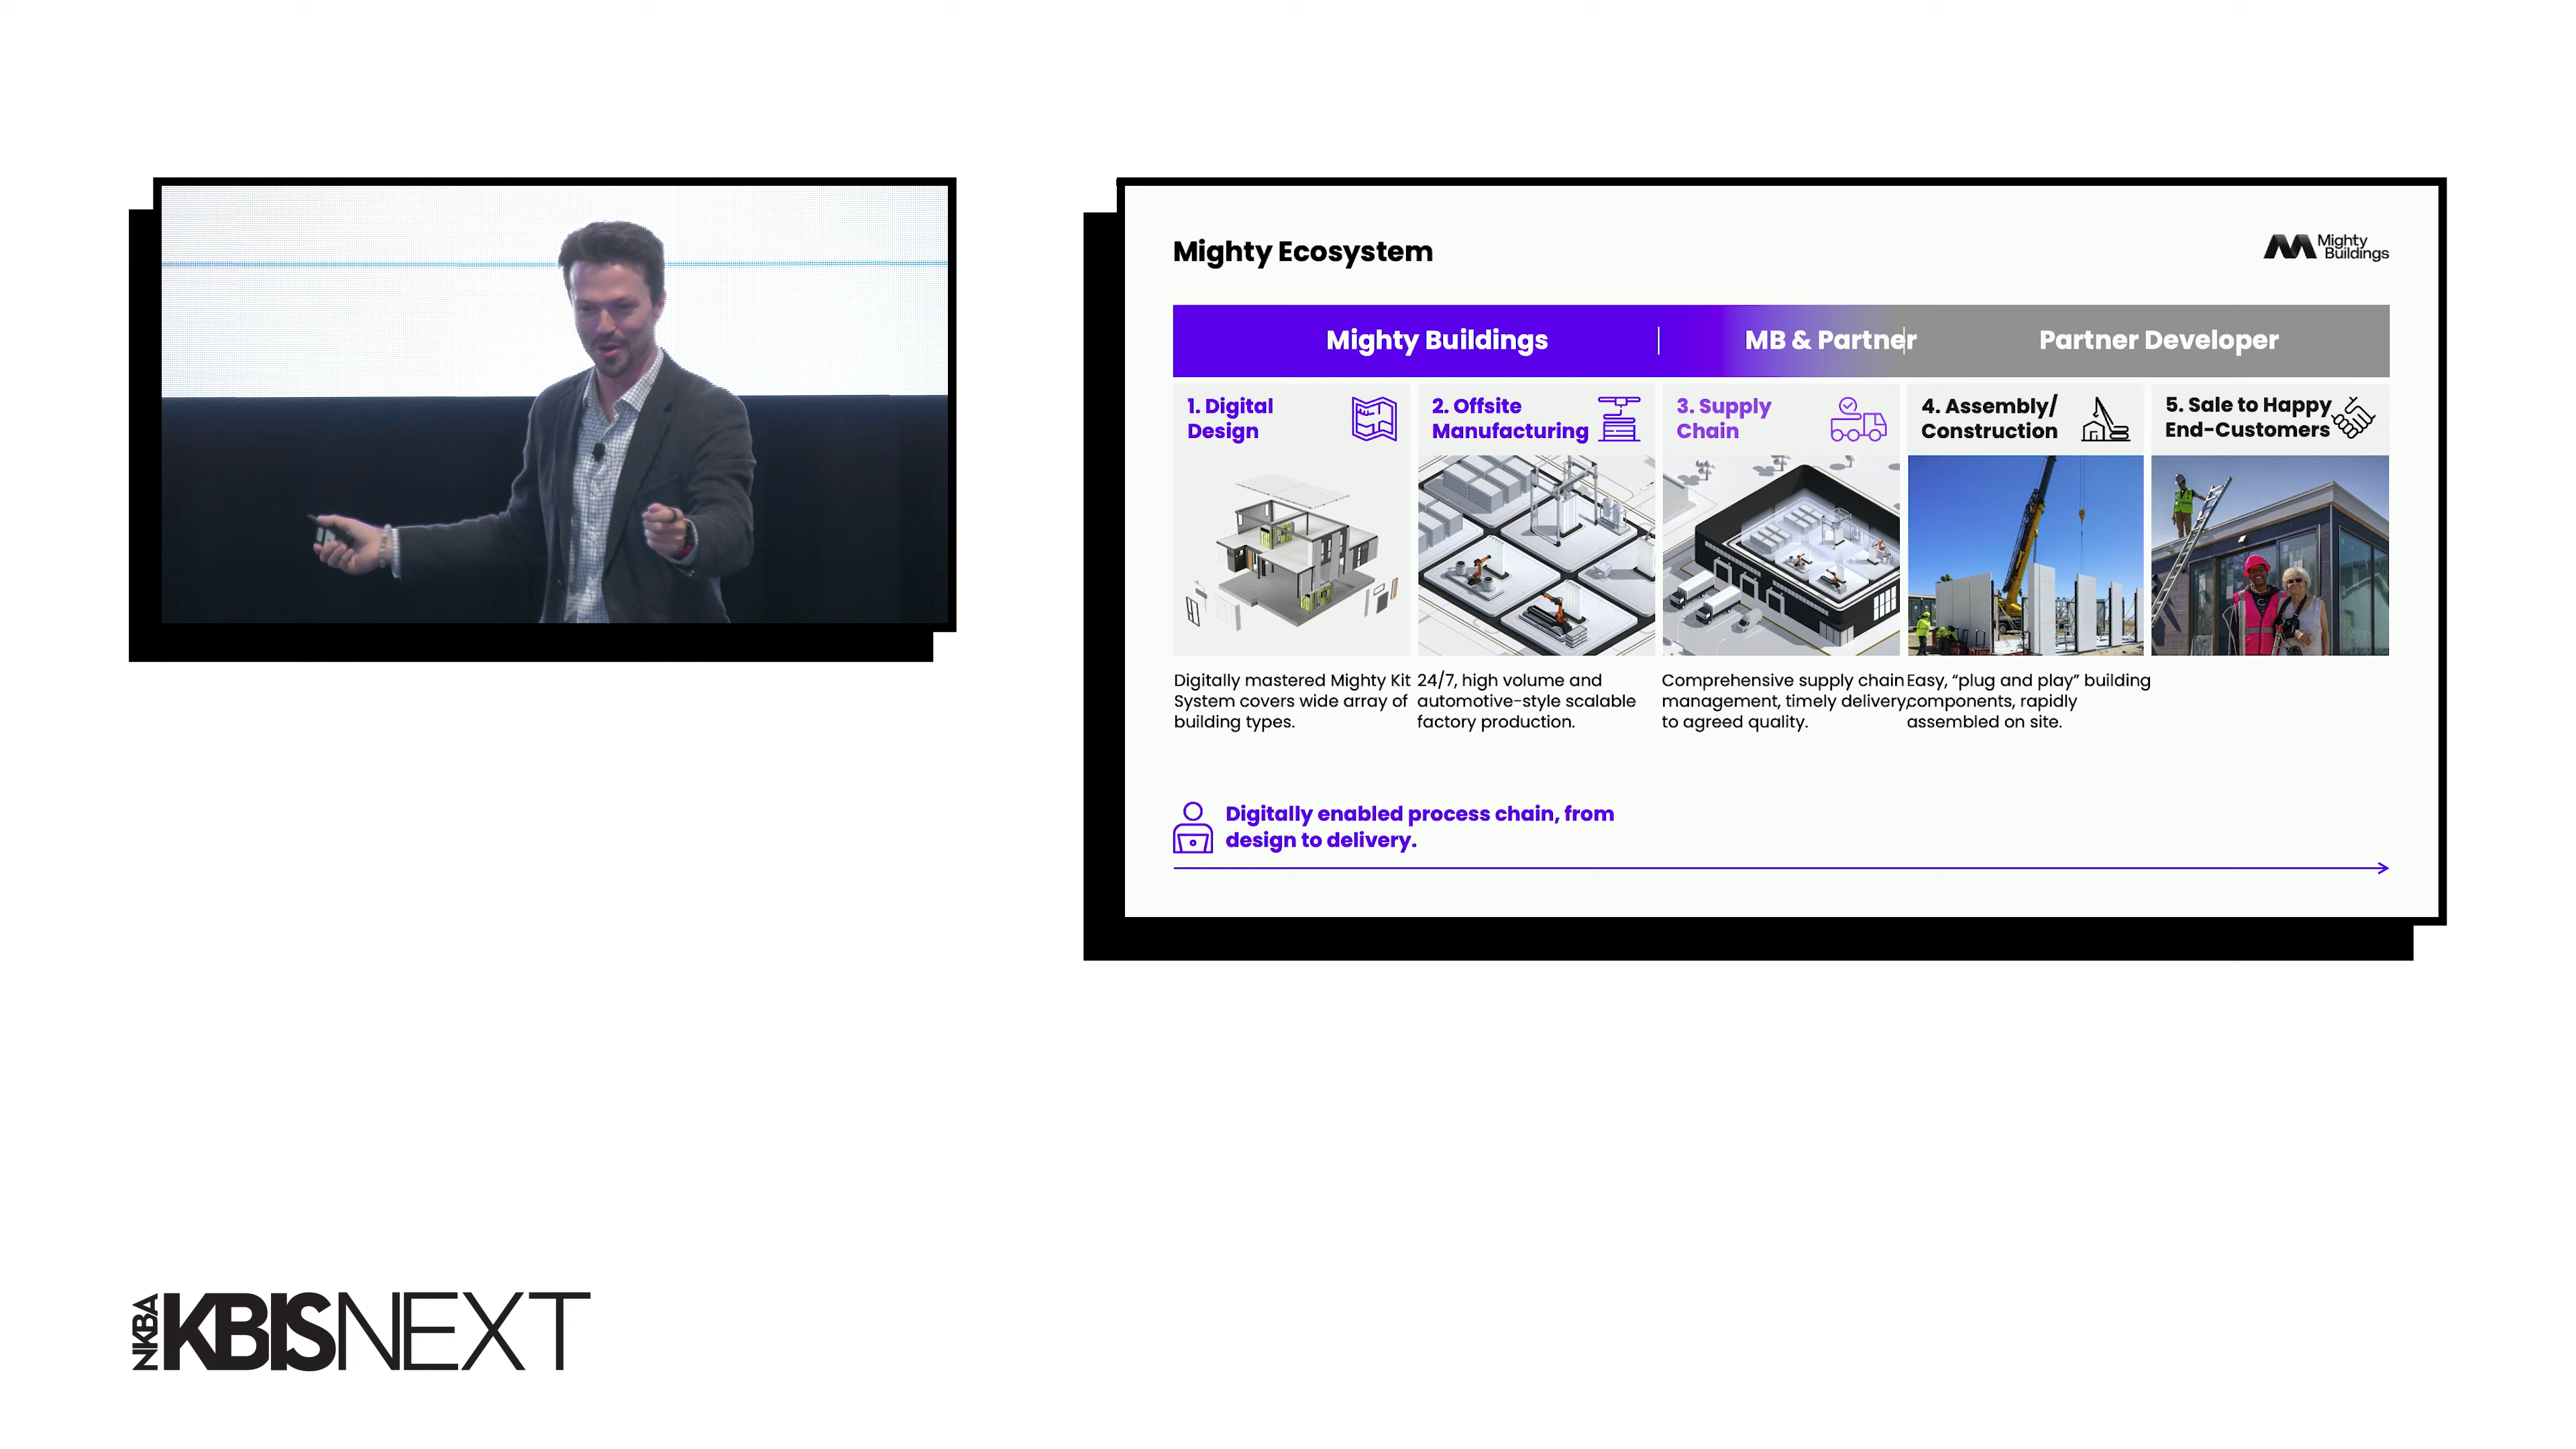 Mighty Ecosystem
Mighty
Buildings
Mighty Buildings
MB & Partner
Partner Developer
1. Digital
Design
2. Offsite
Manufacturing
3. Supply
Chain
4. Assembly/
Construction
5. Sale to Happy
End-Customers
Digitally mastered Mighty Kit
System covers wide array of
building types.
24/7, high volume and
automotive-style scalable
factory production.
Comprehensive supply chain
management, timely delivery,
to agreed quality.
Easy, “plug and play” building
components, rapidly
assembled on site.
Digitally enabled process chain, from
design to delivery.
NKBA
KBISNEXT